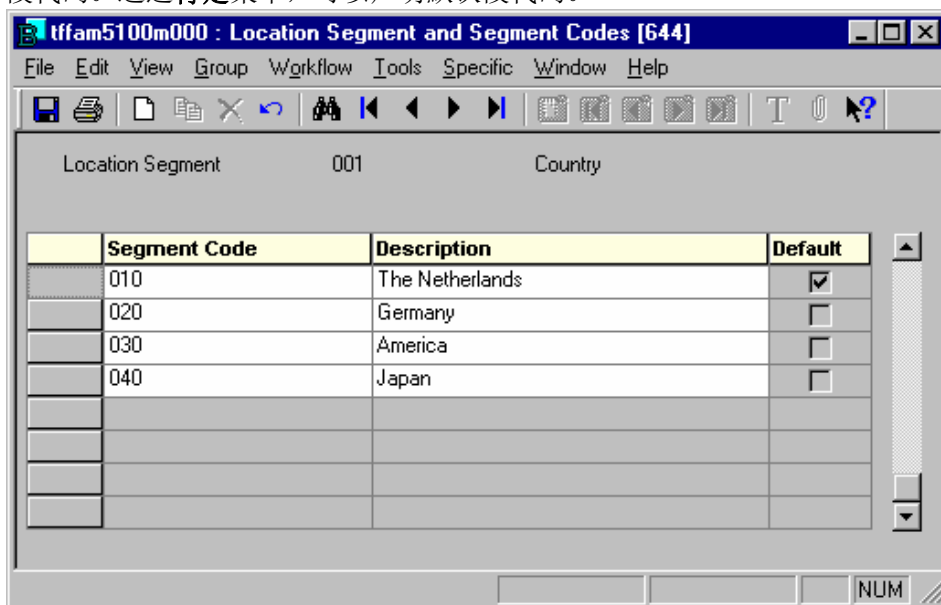 tffam5100m000 : Location Segment and Segment Codes [644]
File Edit View Group Workflow Tools Specific Window Help
Location Segment 001 Country
Segment Code Description Default
010 The Netherlands
020 Germany
030 America
040 Japan
NUM